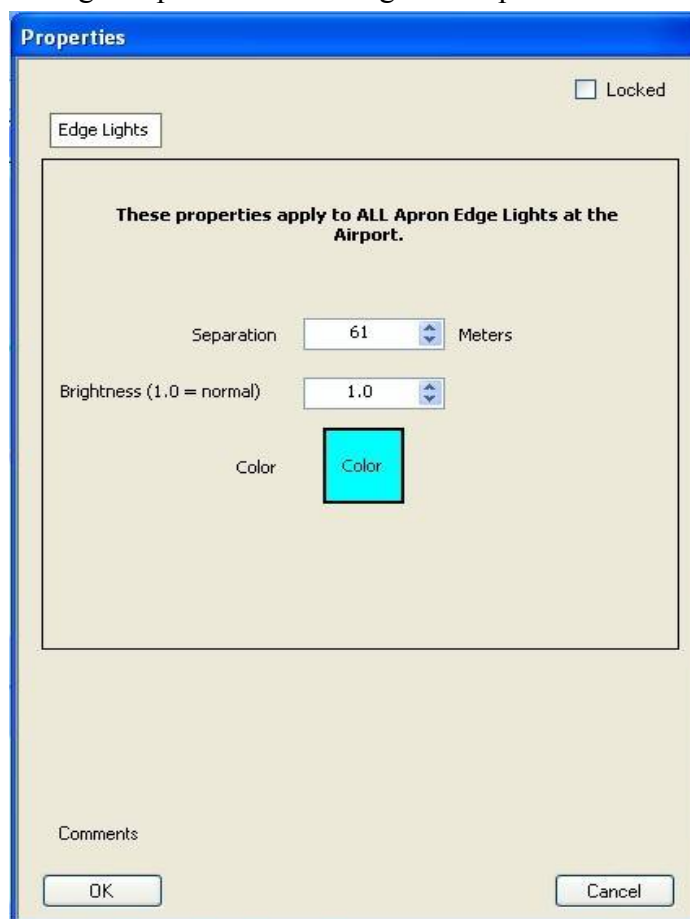 Properties
Locked
Edge Lights
These properties apply to ALL Apron Edge Lights at the
Airport.
Separation 61 Meters
Brightness (1.0 = normal) 1.0
Color Color
Comments
OK Cancel